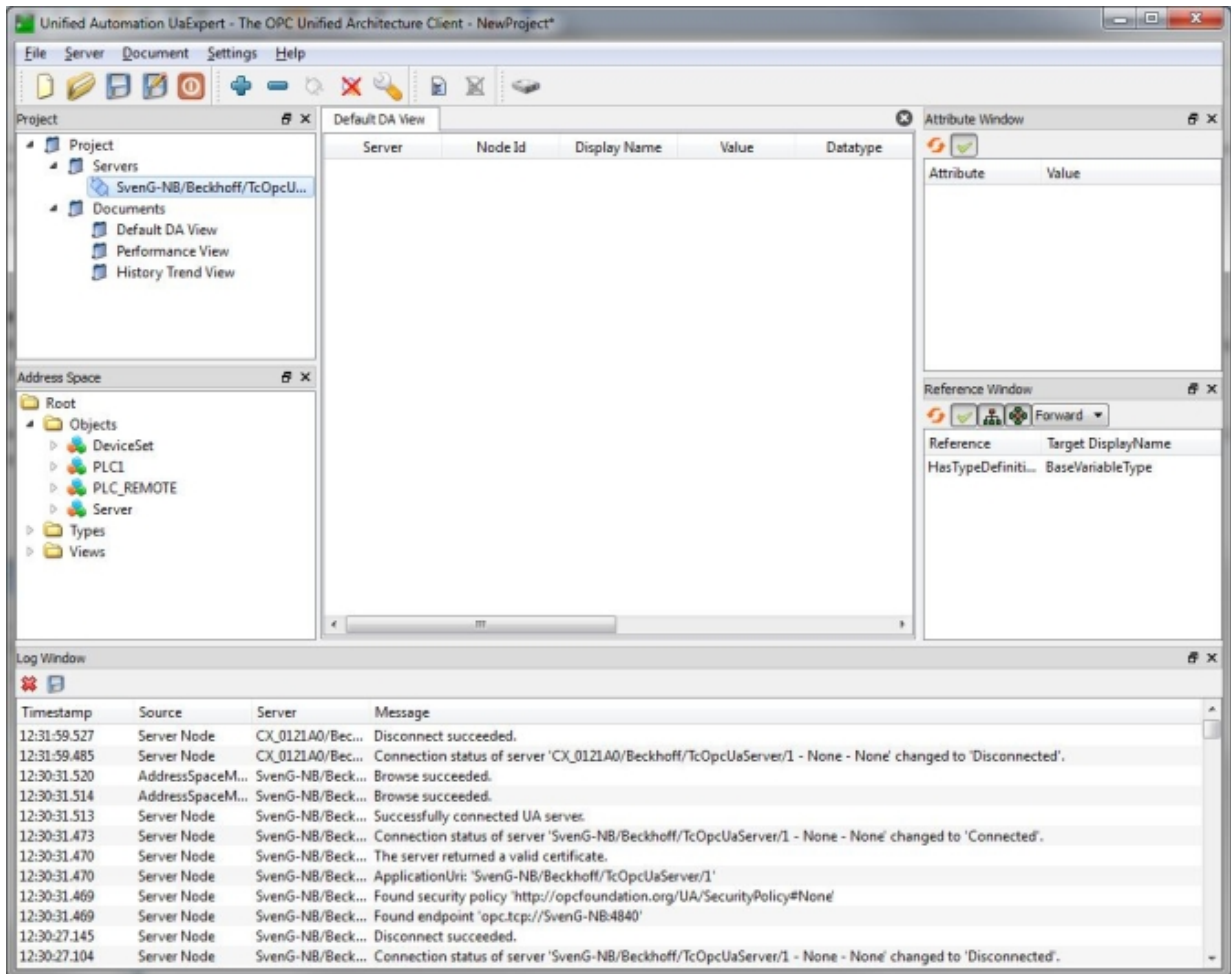 Unified Automation UaExpert - The OPC Unified Architecture Client - NewProject*
File Server Document Settings Help
Project
Project
Servers
SvenG-NB/Beckhoff/TcOpcU...
Documents
Default DA View
Performance View
History Trend View
Address Space
Root
Objects
DeviceSet
PLC1
PLC_REMOTE
Server
Types
Views
Default DA View
Server Node Id Display Name Value Datatype
Attribute Window
Attribute Value
Reference Window
Forward
Reference Target DisplayName
HasTypeDefiniti... BaseVariableType
Log Window
Timestamp Source Server Message
12:31:59.527 Server Node CX_0121A0/Bec... Disconnect succeeded.
12:31:59.485 Server Node CX_0121A0/Bec... Connection status of server 'CX_0121A0/Beckhoff/TcOpcUaServer/1 - None - None' changed to 'Disconnected'.
12:30:31.520 AddressSpaceM... SvenG-NB/Beck... Browse succeeded.
12:30:31.514 AddressSpaceM... SvenG-NB/Beck... Browse succeeded.
12:30:31.513 Server Node SvenG-NB/Beck... Successfully connected UA server.
12:30:31.473 Server Node SvenG-NB/Beck... Connection status of server 'SvenG-NB/Beckhoff/TcOpcUaServer/1 - None - None' changed to 'Connected'.
12:30:31.470 Server Node SvenG-NB/Beck... The server returned a valid certificate.
12:30:31.470 Server Node SvenG-NB/Beck... ApplicationUri: 'SvenG-NB/Beckhoff/TcOpcUaServer/1'
12:30:31.469 Server Node SvenG-NB/Beck... Found security policy 'http://opcfoundation.org/UA/SecurityPolicy#None'
12:30:31.469 Server Node SvenG-NB/Beck... Found endpoint 'opc.tcp://SvenG-NB:4840'
12:30:27.145 Server Node SvenG-NB/Beck... Disconnect succeeded.
12:30:27.104 Server Node SvenG-NB/Beck... Connection status of server 'SvenG-NB/Beckhoff/TcOpcUaServer/1 - None - None' changed to 'Disconnected'.